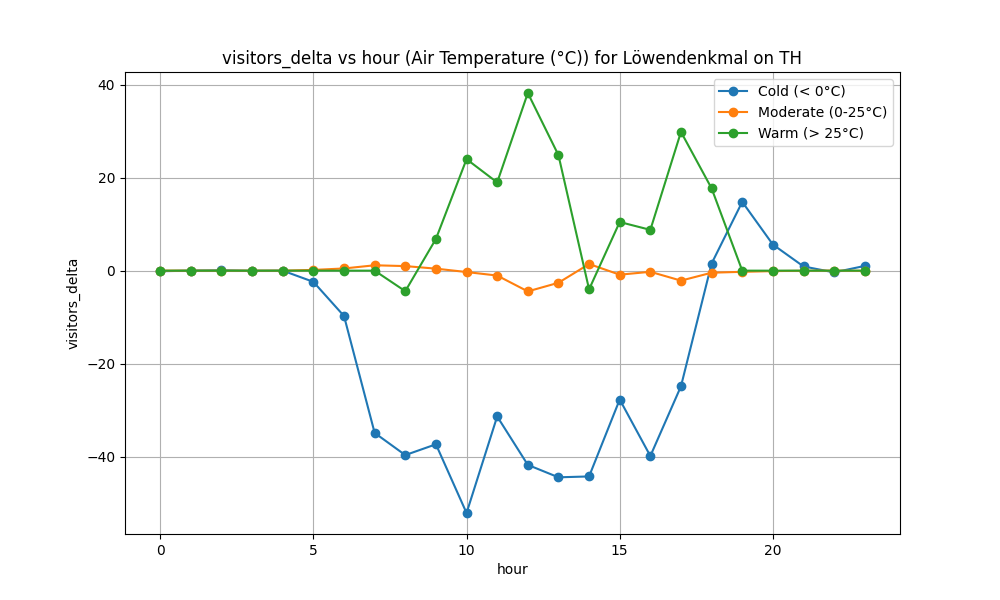 visitors_delta vs hour (Air Temperature (°C)) for Löwendenkmal on TH
Cold (< 0°C)
Moderate (0-25°C)
Warm (> 25°C)
visitors_delta
40
20
0
−20
−40
0
5
10
15
20
hour